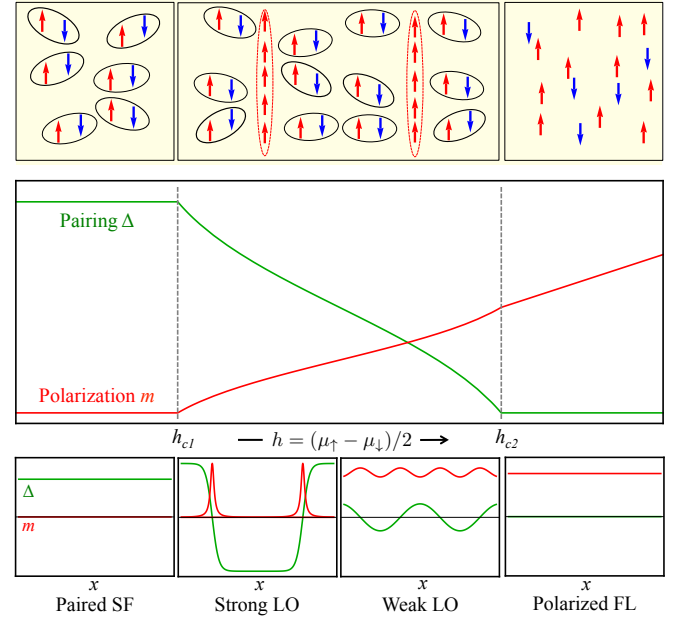 Pairing Δ
Polarization m
h_{c1} — h = (μ↑ − μ↓)/2 → h_{c2}
Δ
m
x x x x
Paired SF Strong LO Weak LO Polarized FL